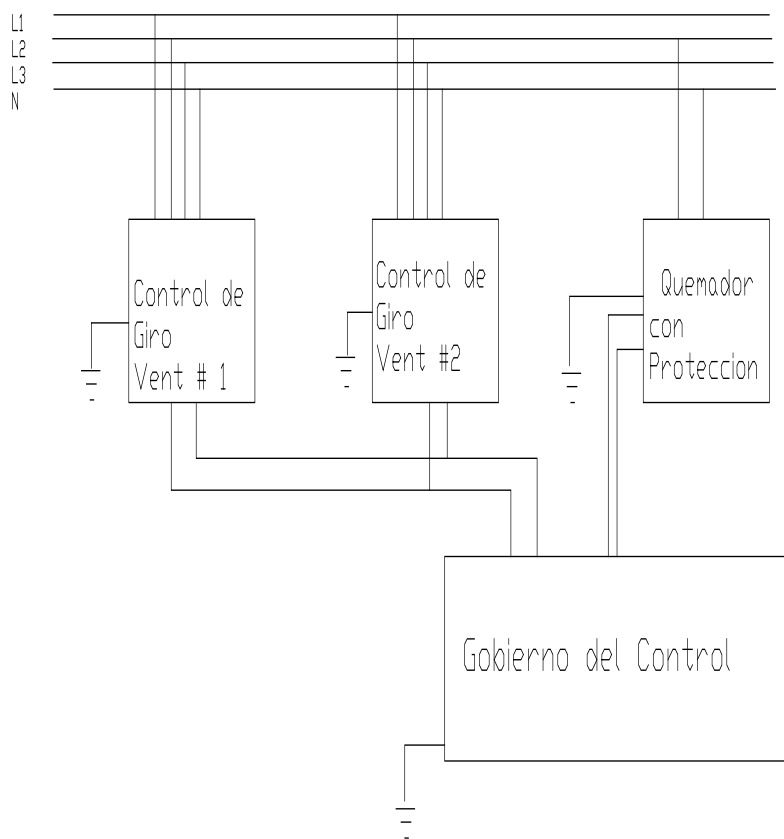 L1
L2
L3
N
Control de
Giro
Vent # 1
Control de
Giro
Vent #2
Quemador
con
Proteccion
Gobierno del Control